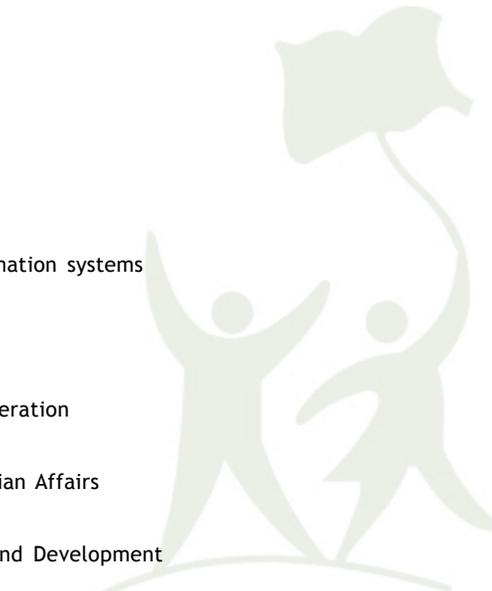 nation systems
eration
ian Affairs
nd Development